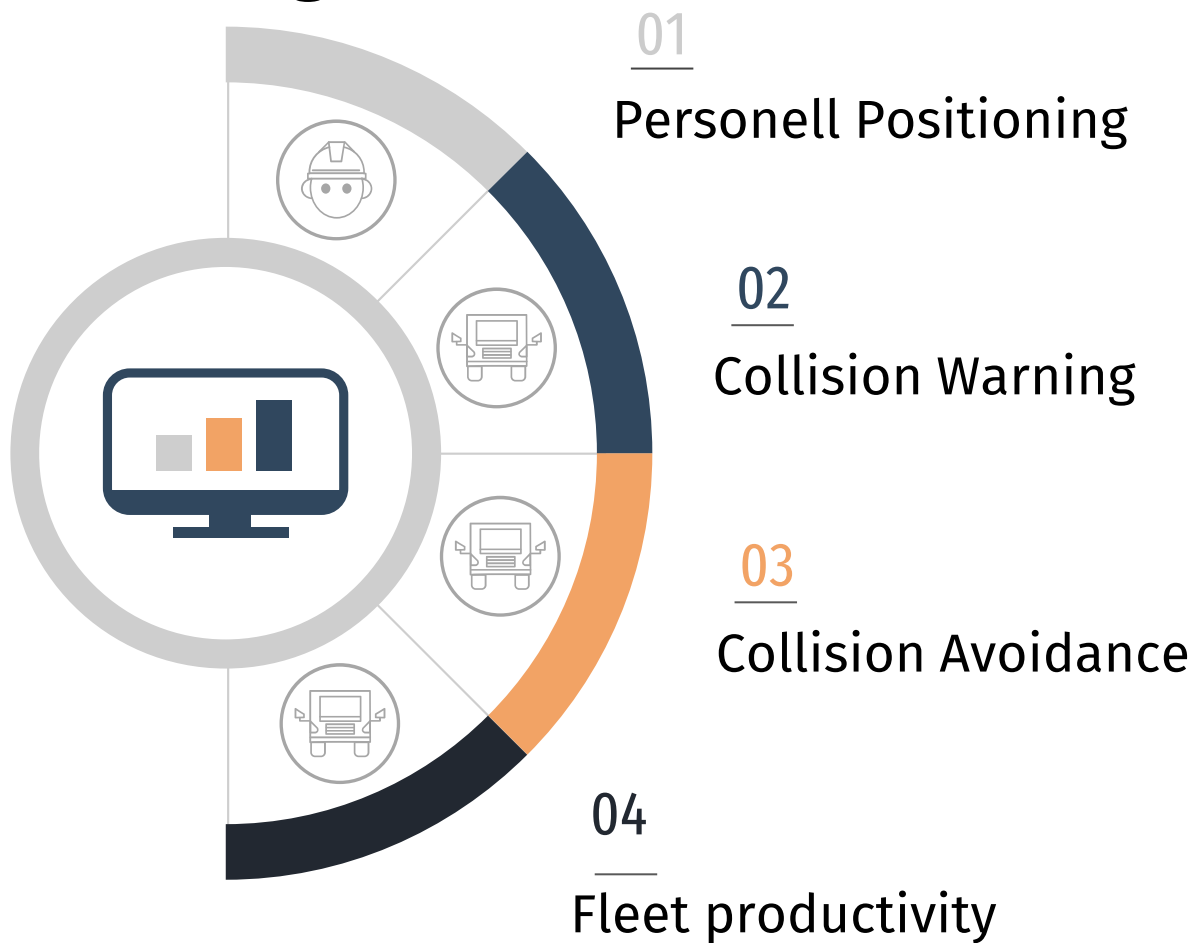 01
Personell Positioning
02
Collision Warning
03
Collision Avoidance
04
Fleet productivity